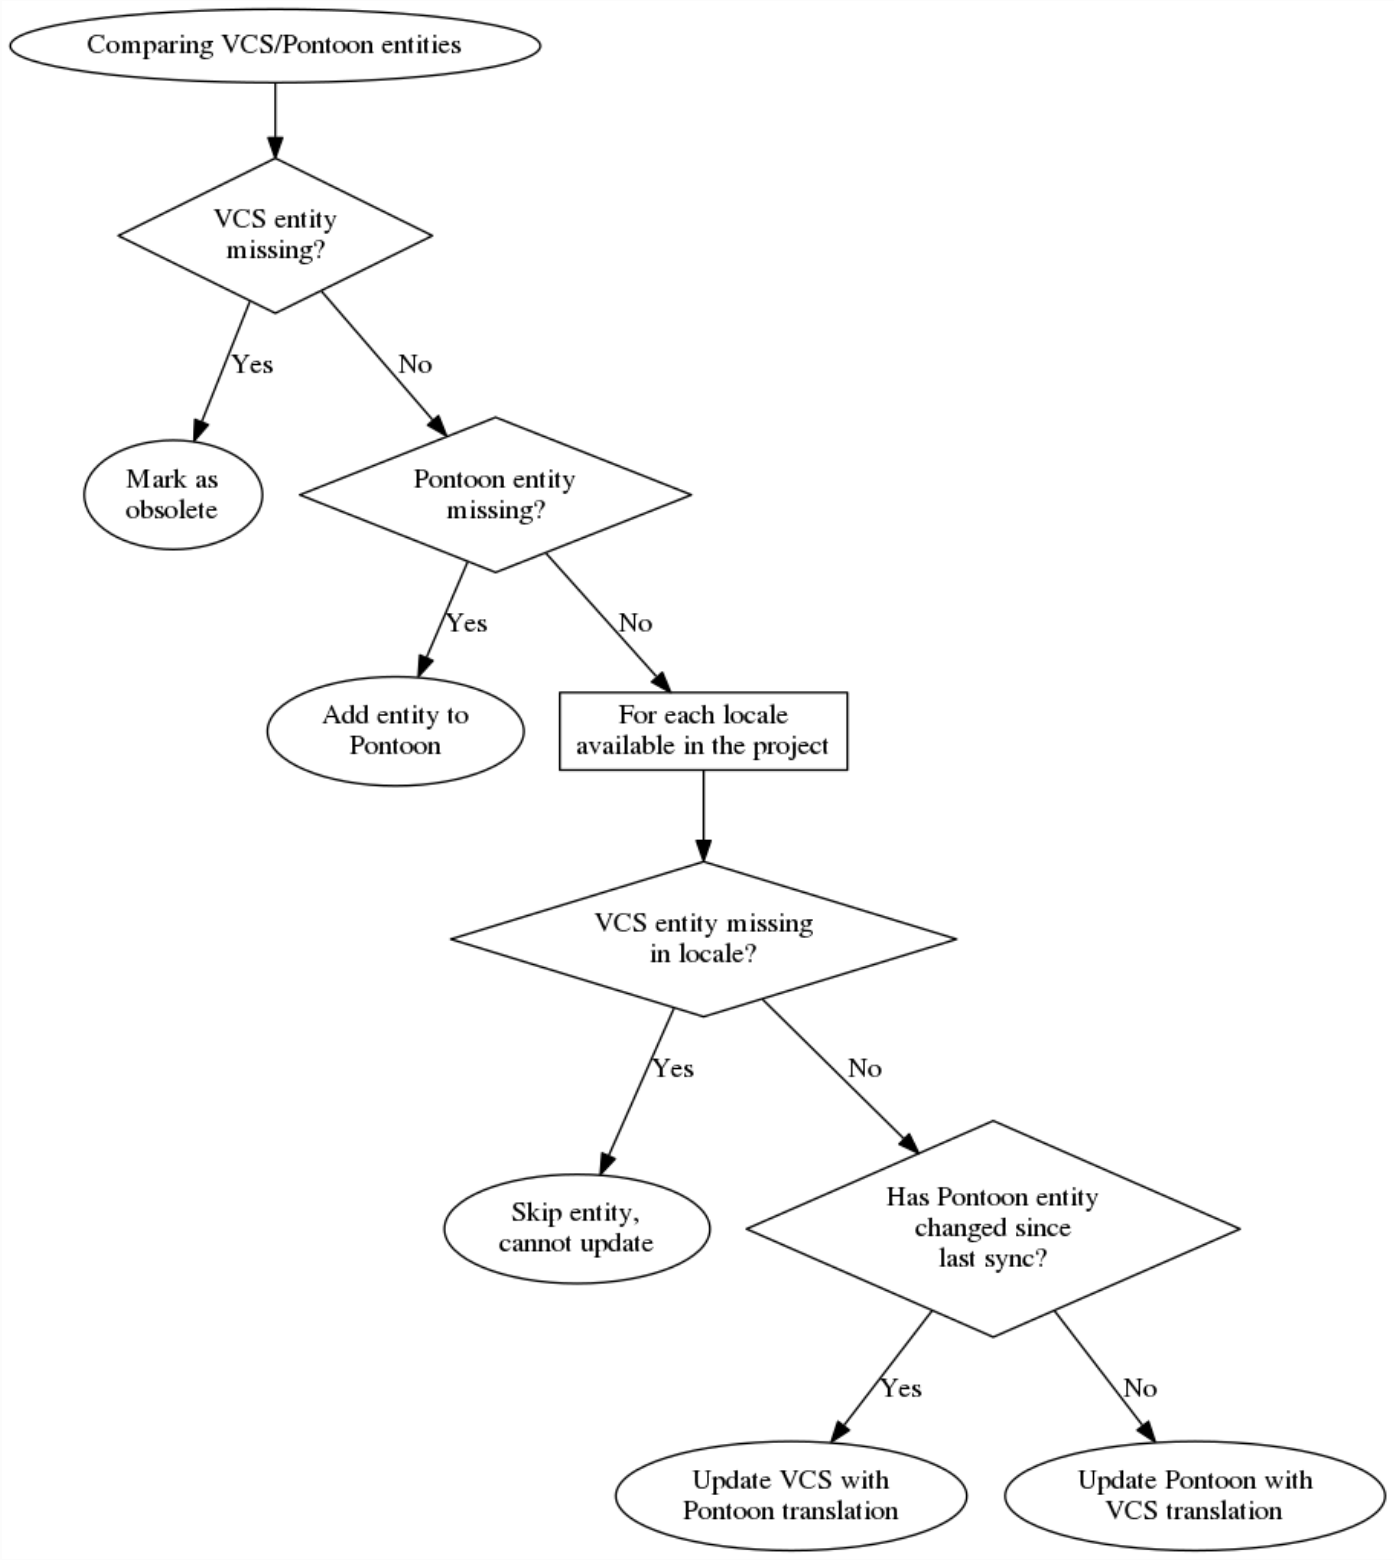 Comparing VCS/Pontoon entities
VCS entity
missing?
Yes
No
Mark as
obsolete
Pontoon entity
missing?
Yes
No
Add entity to
Pontoon
For each locale
available in the project
VCS entity missing
in locale?
Yes
No
Skip entity,
cannot update
Has Pontoon entity
changed since
last sync?
Yes
No
Update VCS with
Pontoon translation
Update Pontoon with
VCS translation